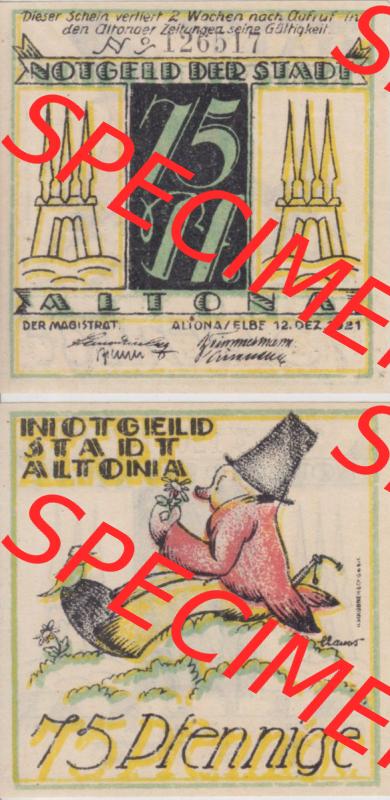 Dieser Schein verliert 2 Wochen nach Aufruf in
den Altonaer Zeitungen seine Gültigkeit.
No 126517
NOTGELD DER STADT
75
Pf.
ALTONA
DER MAGISTRAT. ALTONA/ELBE 12.DEZ.1921
SPECIMEN
NOTGELD
STADT
ALTONA
75 Pfennige
SPECIMEN